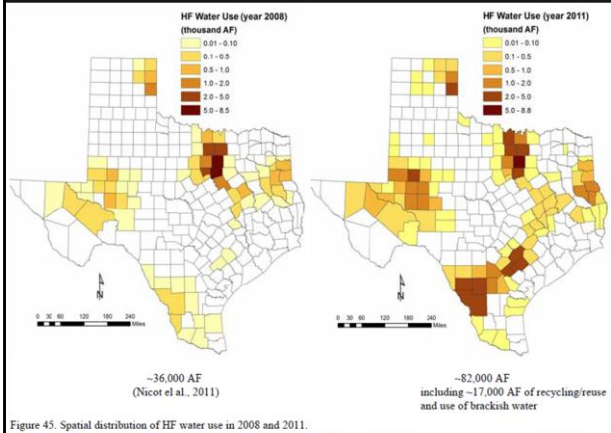 HF Water Use (year 2008)
(thousand AF)
0.01 - 0.10
0.1 - 0.5
0.5 - 1.0
1.0 - 2.0
2.0 - 5.0
5.0 - 8.5
N
0 30 60 120 180 240
Miles
~36,000 AF
(Nicot el al., 2011)
HF Water Use (year 2011)
(thousand AF)
0.01 - 0.10
0.1 - 0.5
0.5 - 1.0
1.0 - 2.0
2.0 - 5.0
5.0 - 8.8
N
0 30 60 120 180 240
Miles
~82,000 AF
including ~17,000 AF of recycling/reuse
and use of brackish water
Figure 45. Spatial distribution of HF water use in 2008 and 2011.